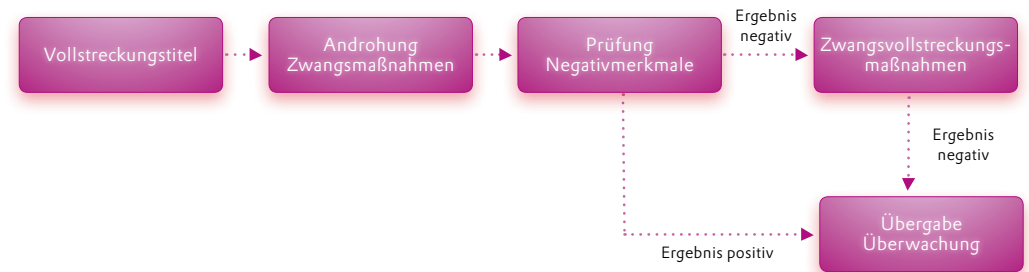 Vollstreckungstitel
Androhung
Zwangsmaßnahmen
Prüfung
Negativmerkmale
Ergebnis
negativ
Zwangsvollstreckungs-
maßnahmen
Ergebnis
negativ
Ergebnis positiv
Übergabe
Überwachung